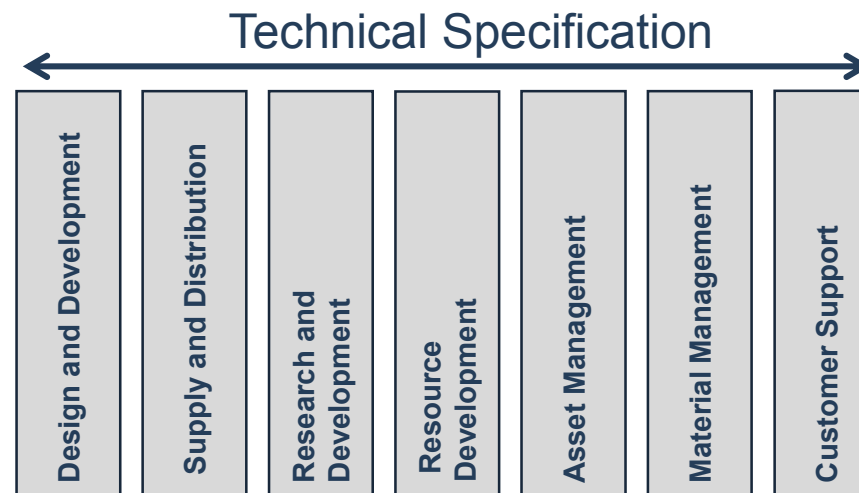 Technical Specification
Design and Development
Supply and Distribution
Research and
Development
Resource
Development
Asset Management
Material Management
Customer Support